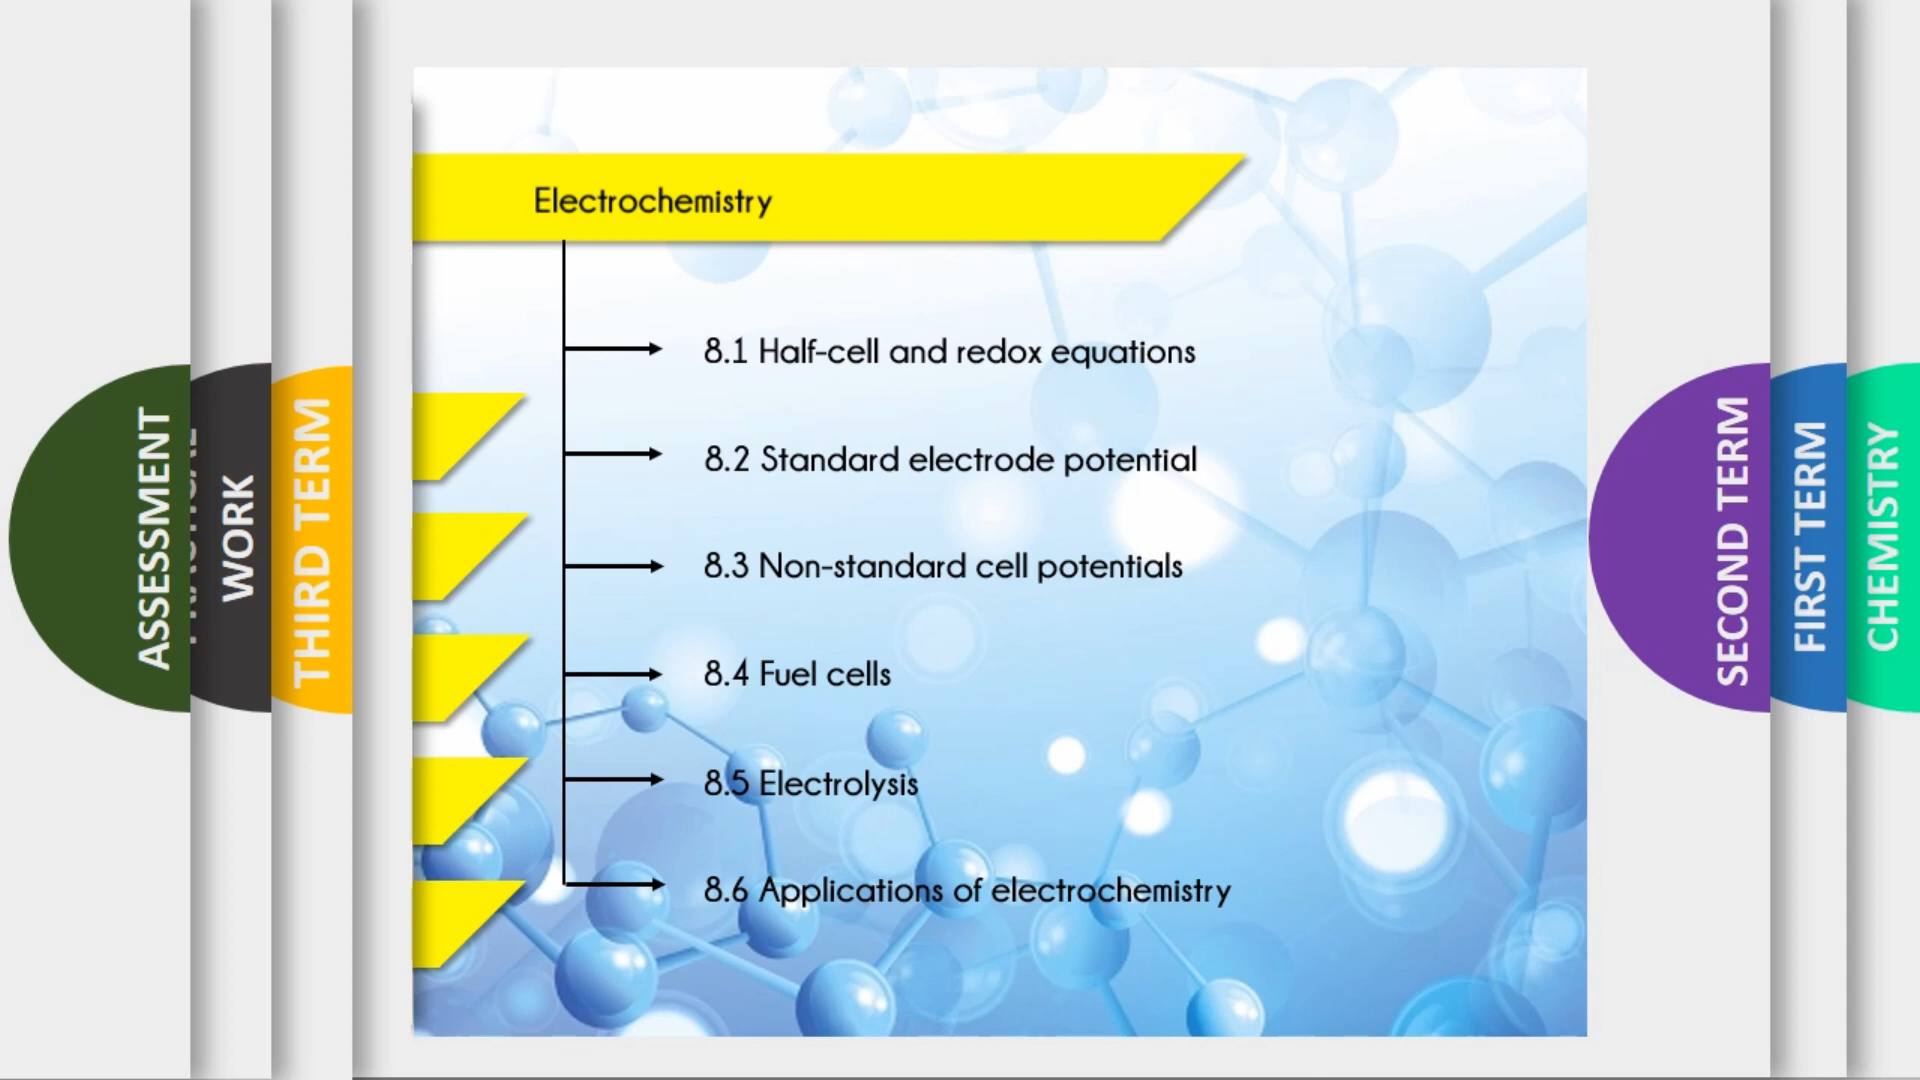 Electrochemistry
8.1 Half-cell and redox equations
8.2 Standard electrode potential
8.3 Non-standard cell potentials
8.4 Fuel cells
8.5 Electrolysis
8.6 Applications of electrochemistry
ASSESSMENT
WORK
THIRD TERM
SECOND TERM
FIRST TERM
CHEMISTRY